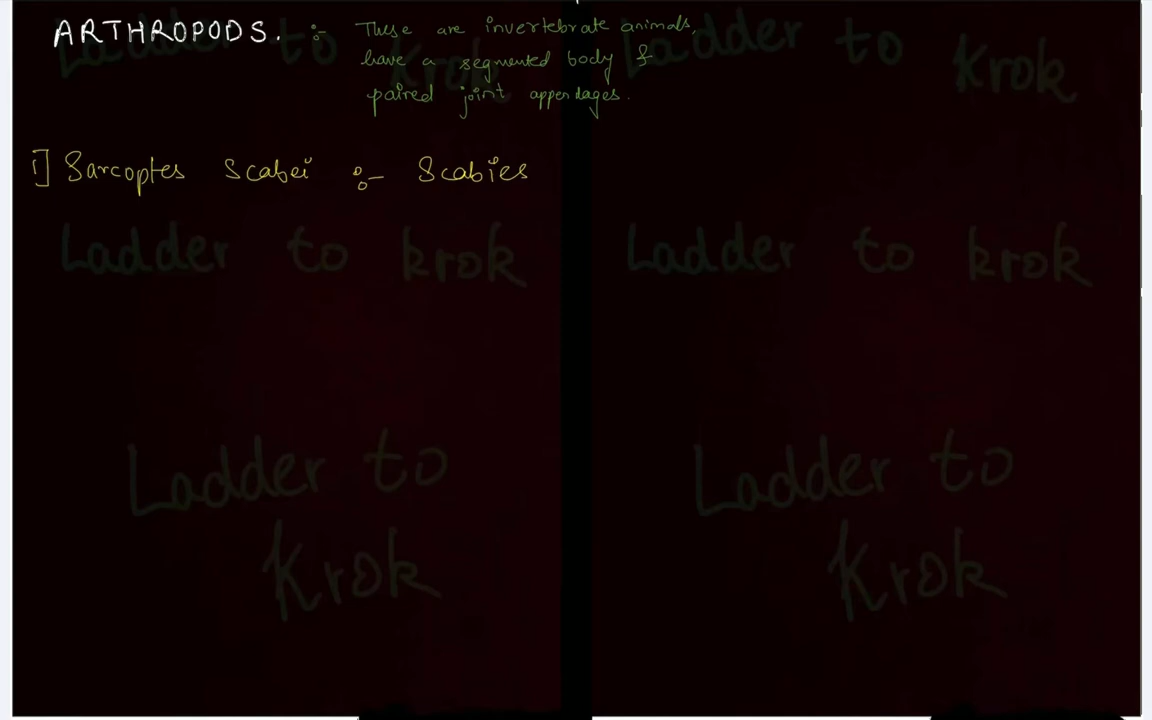 ARTHROPODS. :- These are invertebrate animals,
have a segmented body &
paired joint appendages.
1] Sarcoptes Scabei :- Scabies
Ladder to Krok
Ladder to Krok
Ladder to krok
Ladder to krok
Ladder to
Krok
Ladder to
Krok